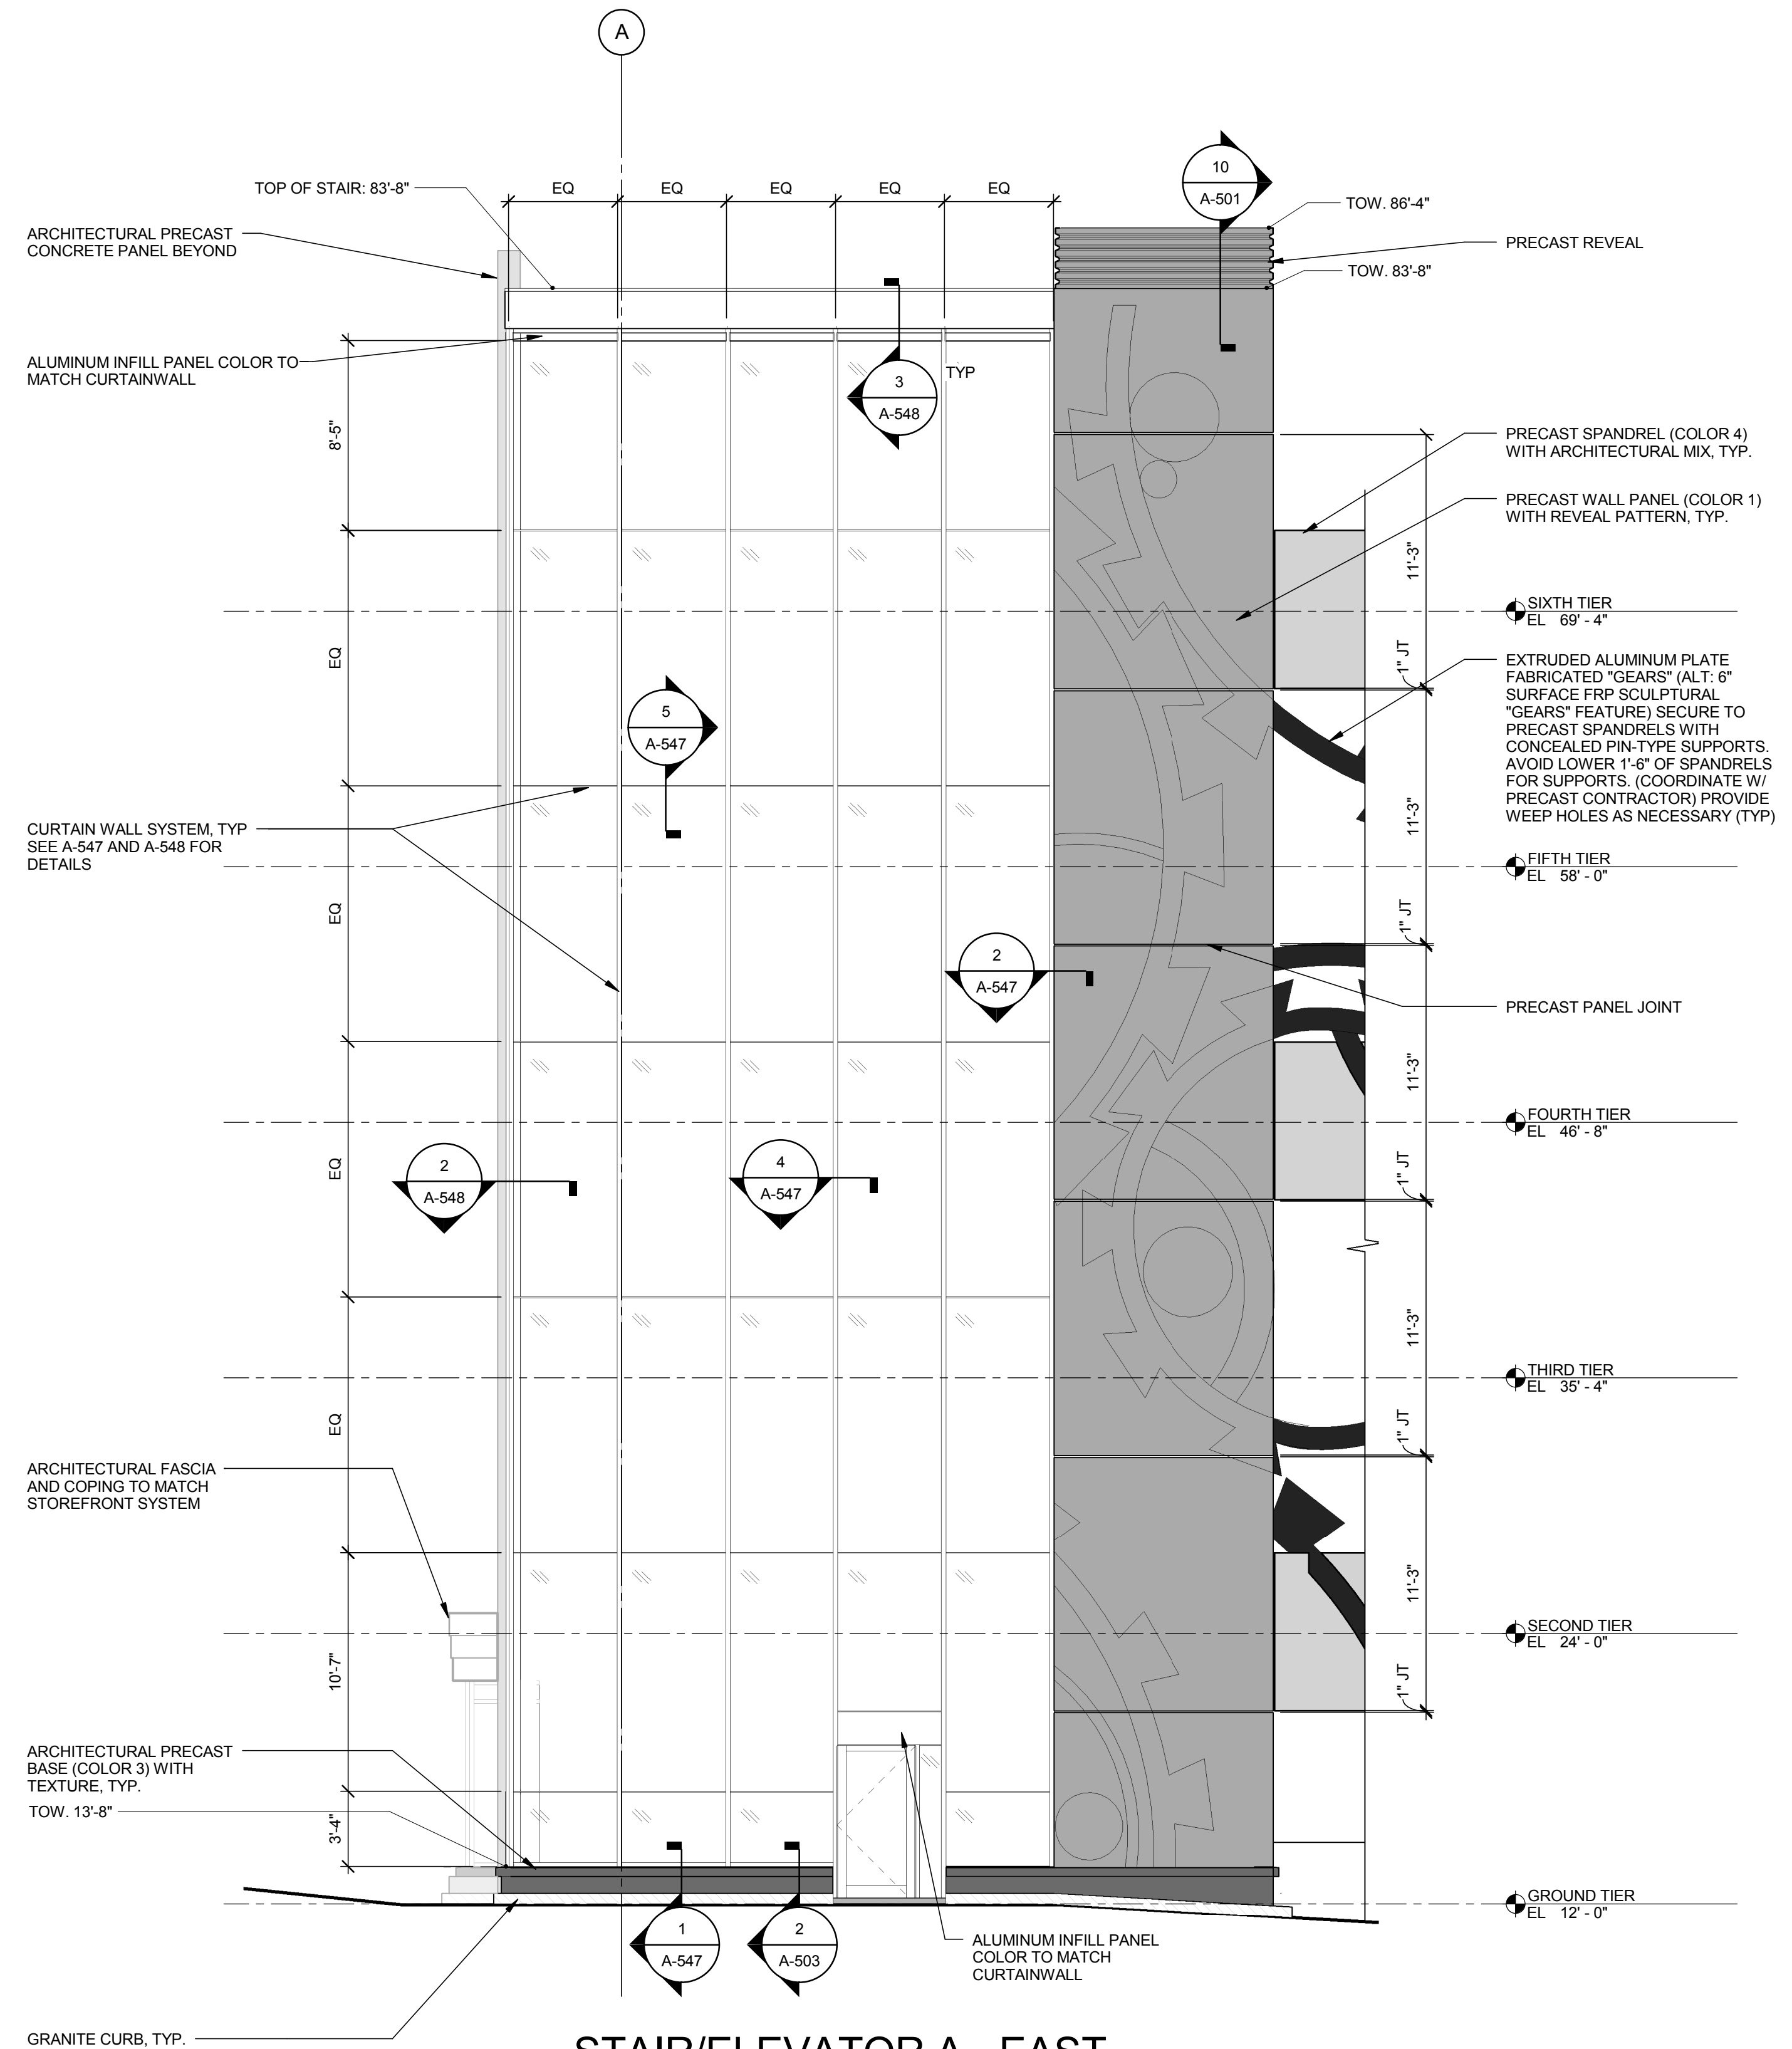 A
TOP OF STAIR: 83'-8"
EQ EQ EQ EQ EQ
10
A-501
TOW. 86'-4"
ARCHITECTURAL PRECAST
CONCRETE PANEL BEYOND
PRECAST REVEAL
TOW. 83'-8"
ALUMINUM INFILL PANEL COLOR TO
MATCH CURTAINWALL
3
A-548
TYP
8'-5"
PRECAST SPANDREL (COLOR 4)
WITH ARCHITECTURAL MIX, TYP.
PRECAST WALL PANEL (COLOR 1)
WITH REVEAL PATTERN, TYP.
11'-3"
SIXTH TIER
EL 69' - 4"
EQ
1" JT
EXTRUDED ALUMINUM PLATE
FABRICATED "GEARS" (ALT: 6"
SURFACE FRP SCULPTURAL
"GEARS" FEATURE) SECURE TO
PRECAST SPANDRELS WITH
CONCEALED PIN-TYPE SUPPORTS.
AVOID LOWER 1'-6" OF SPANDRELS
FOR SUPPORTS. (COORDINATE W/
PRECAST CONTRACTOR) PROVIDE
WEEP HOLES AS NECESSARY (TYP)
5
A-547
11'-3"
CURTAIN WALL SYSTEM, TYP
SEE A-547 AND A-548 FOR
DETAILS
FIFTH TIER
EL 58' - 0"
EQ
1" JT
2
A-547
PRECAST PANEL JOINT
11'-3"
FOURTH TIER
EL 46' - 8"
EQ
1" JT
2
A-548
4
A-547
11'-3"
THIRD TIER
EL 35' - 4"
EQ
1" JT
ARCHITECTURAL FASCIA
AND COPING TO MATCH
STOREFRONT SYSTEM
11'-3"
SECOND TIER
EL 24' - 0"
10'-7"
1" JT
ARCHITECTURAL PRECAST
BASE (COLOR 3) WITH
TEXTURE, TYP.
TOW. 13'-8"
3'-4"
GROUND TIER
EL 12' - 0"
1
A-547
2
A-503
ALUMINUM INFILL PANEL
COLOR TO MATCH
CURTAINWALL
GRANITE CURB, TYP.
STAIR/ELEVATOR A - EAST